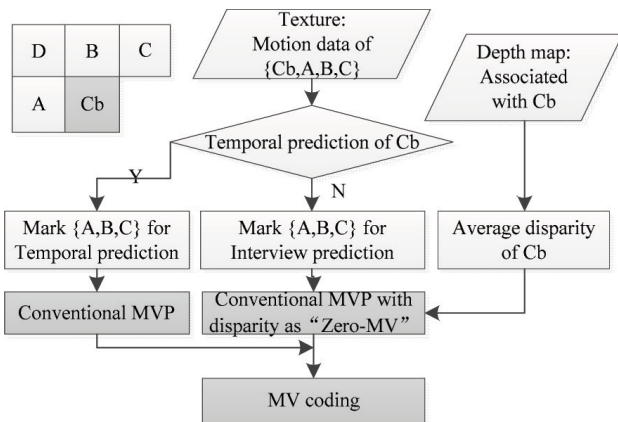 D B C
A Cb
Texture:
Motion data of
{Cb,A,B,C}
Depth map:
Associated
with Cb
Temporal prediction of Cb
Y
N
Mark {A,B,C} for
Temporal prediction
Mark {A,B,C} for
Interview prediction
Average disparity
of Cb
Conventional MVP
Conventional MVP with
disparity as “Zero-MV”
MV coding